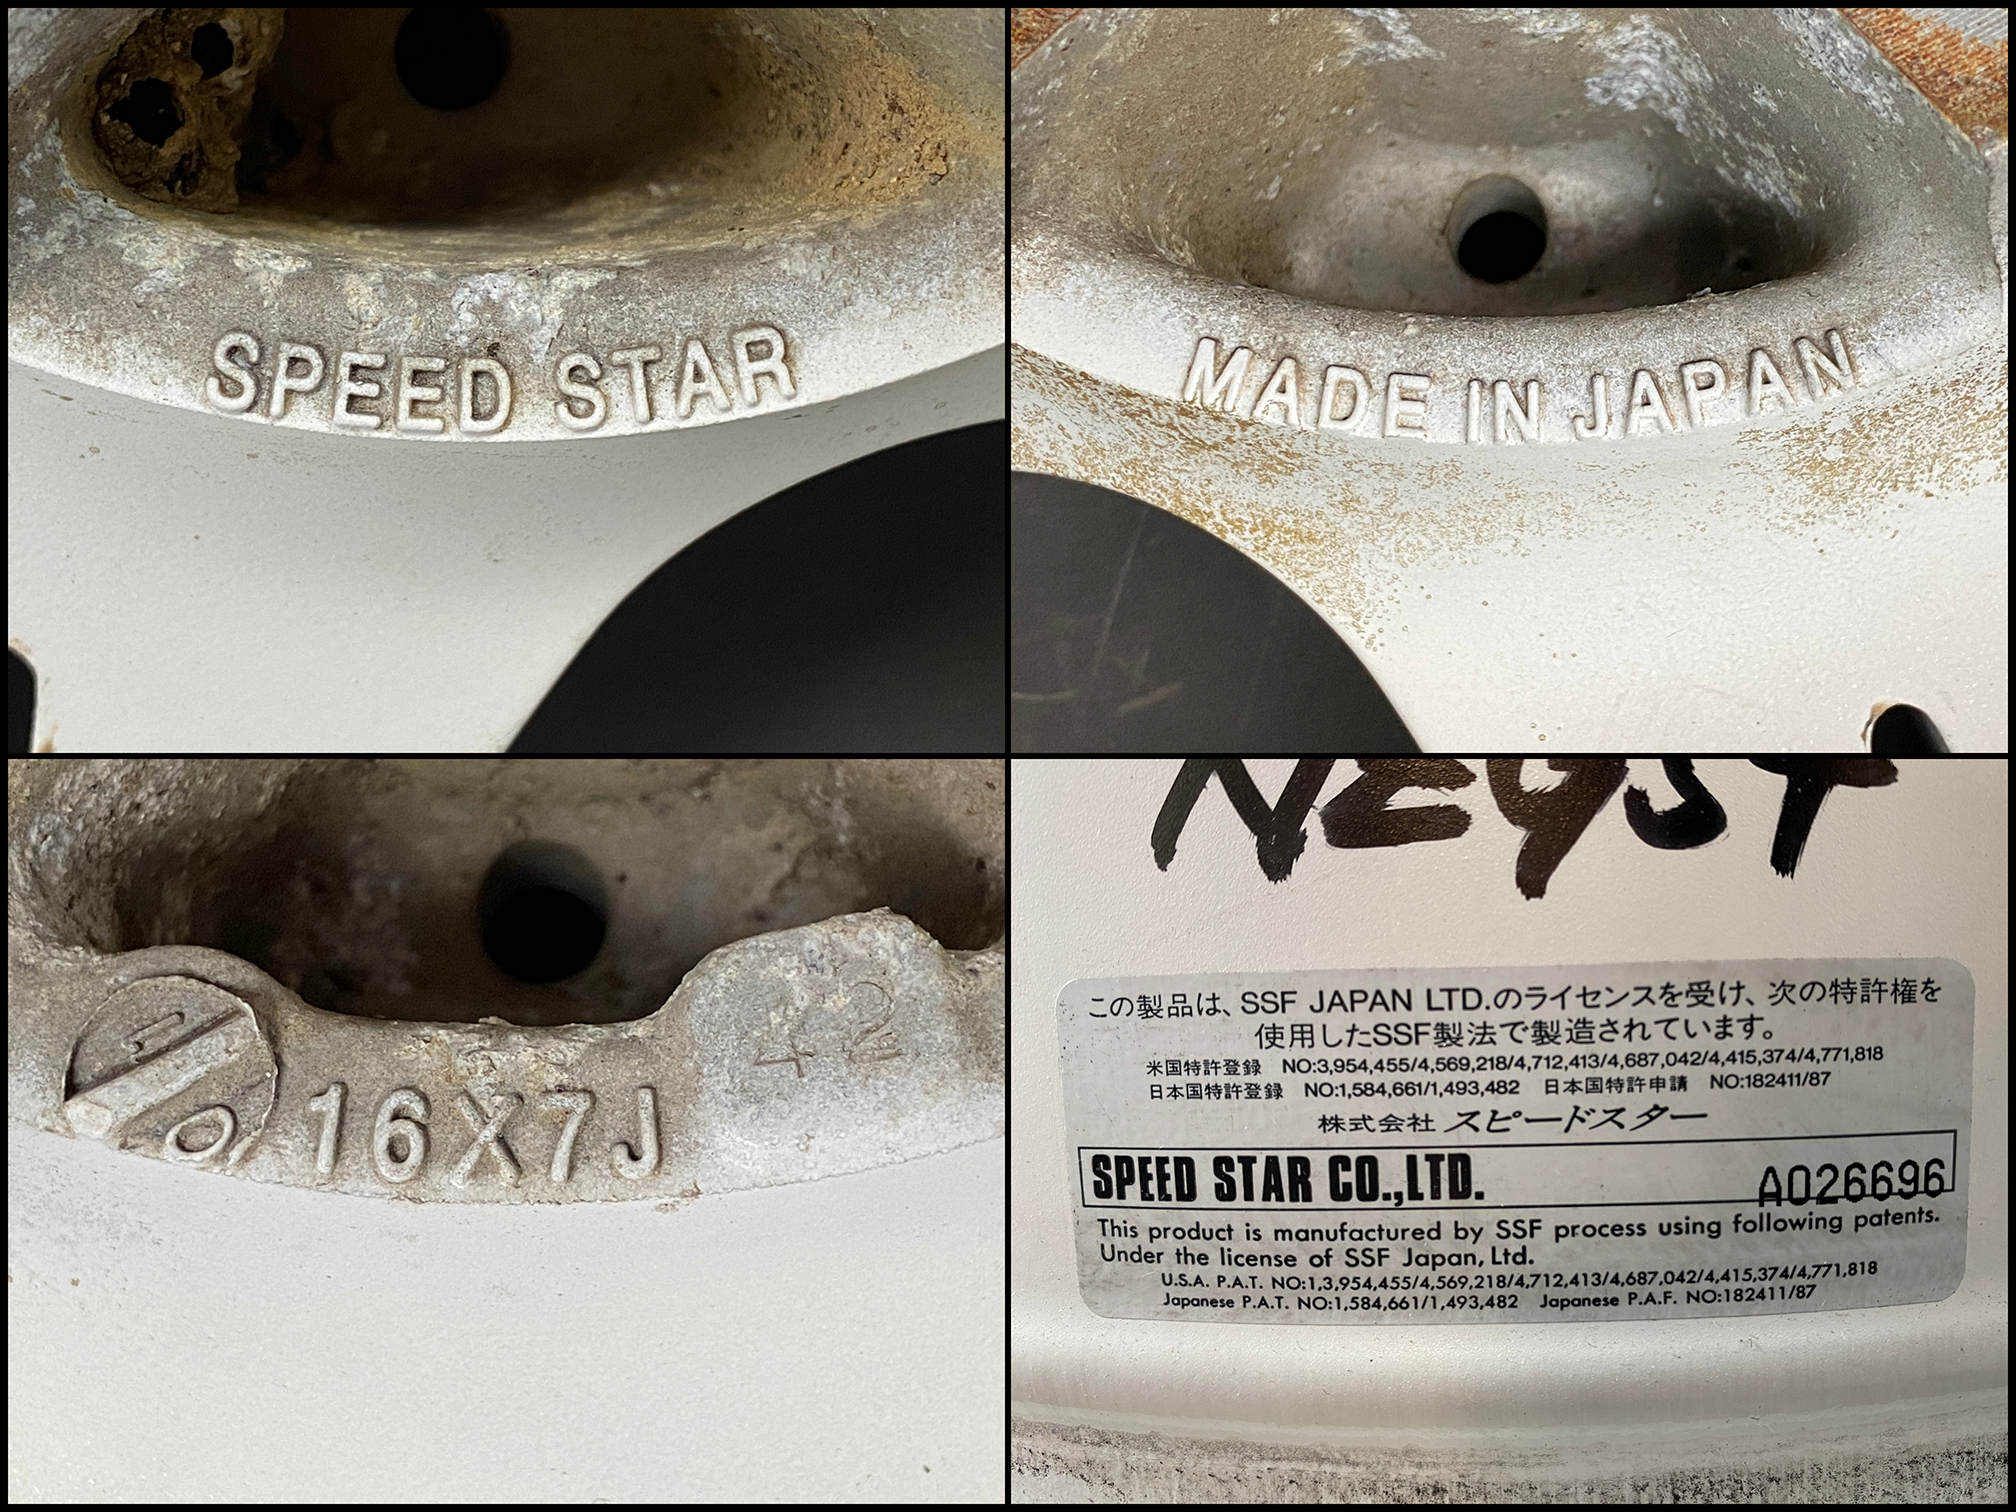 SPEED STAR
MADE IN JAPAN
16X7J
42
この製品は、SSF JAPAN LTD.のライセンスを受け、次の特許権を
使用したSSF製法で製造されています。
米国特許登録 NO:3,954,455/4,569,218/4,712,413/4,687,042/4,415,374/4,771,818
日本国特許登録 NO:1,584,661/1,493,482 日本国特許申請 NO:182411/87
株式会社 スピードスター
SPEED STAR CO.,LTD. A026696
This product is manufactured by SSF process using following patents.
Under the license of SSF Japan, Ltd.
U.S.A. P.A.T. NO:1,3,954,455/4,569,218/4,712,413/4,687,042/4,415,374/4,771,818
Japanese P.A.T. NO:1,584,661/1,493,482 Japanese P.A.F. NO:182411/87